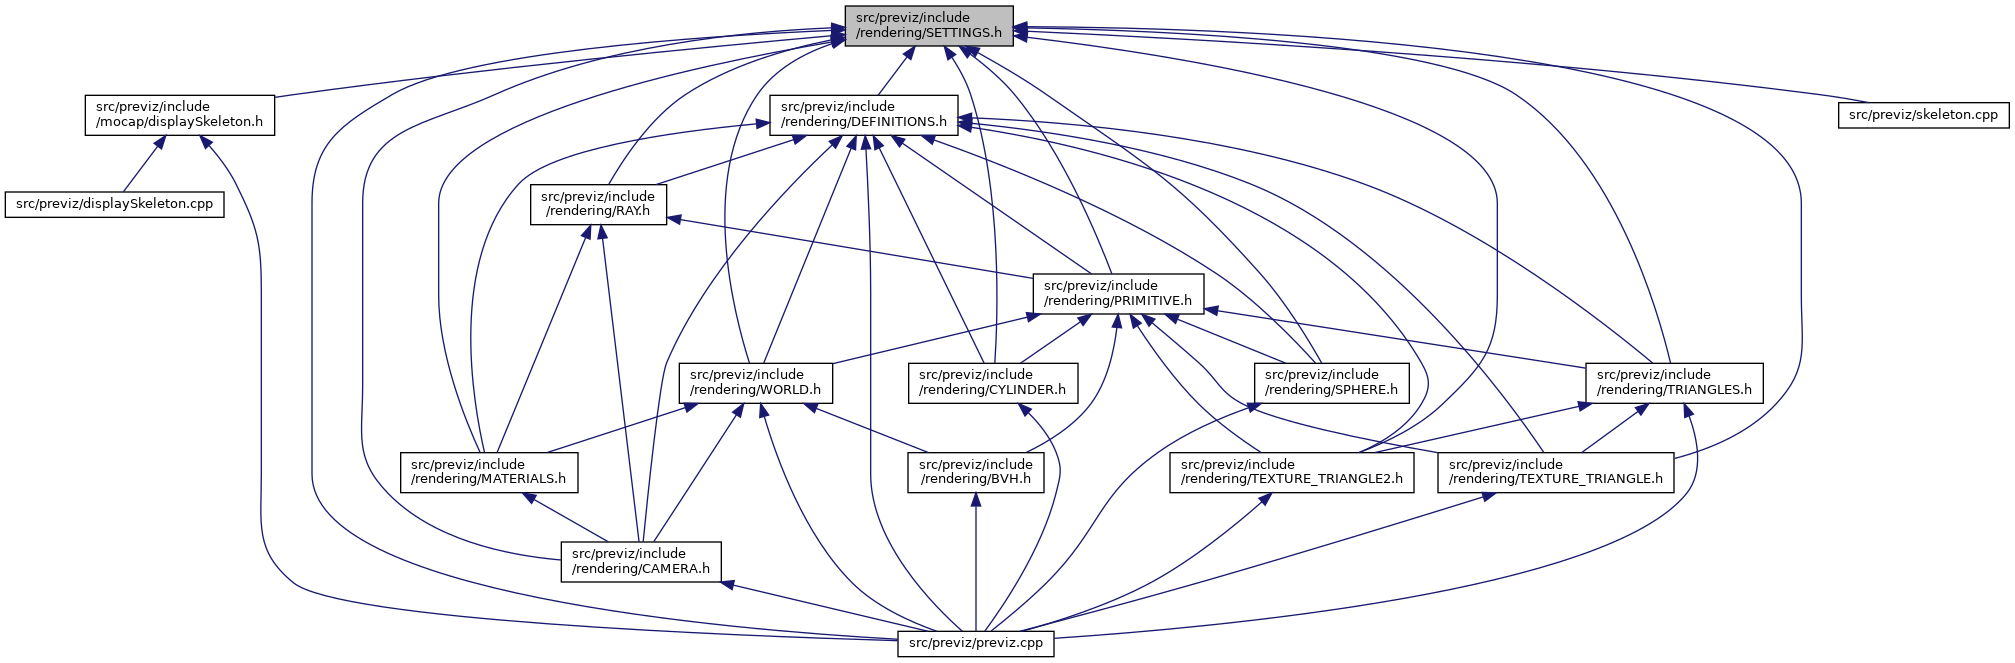 src/previz/include
/rendering/SETTINGS.h
src/previz/include
/mocap/displaySkeleton.h
src/previz/include
/rendering/DEFINITIONS.h
src/previz/skeleton.cpp
src/previz/displaySkeleton.cpp
src/previz/include
/rendering/RAY.h
src/previz/include
/rendering/PRIMITIVE.h
src/previz/include
/rendering/WORLD.h
src/previz/include
/rendering/CYLINDER.h
src/previz/include
/rendering/SPHERE.h
src/previz/include
/rendering/TRIANGLES.h
src/previz/include
/rendering/MATERIALS.h
src/previz/include
/rendering/BVH.h
src/previz/include
/rendering/TEXTURE_TRIANGLE2.h
src/previz/include
/rendering/TEXTURE_TRIANGLE.h
src/previz/include
/rendering/CAMERA.h
src/previz/previz.cpp